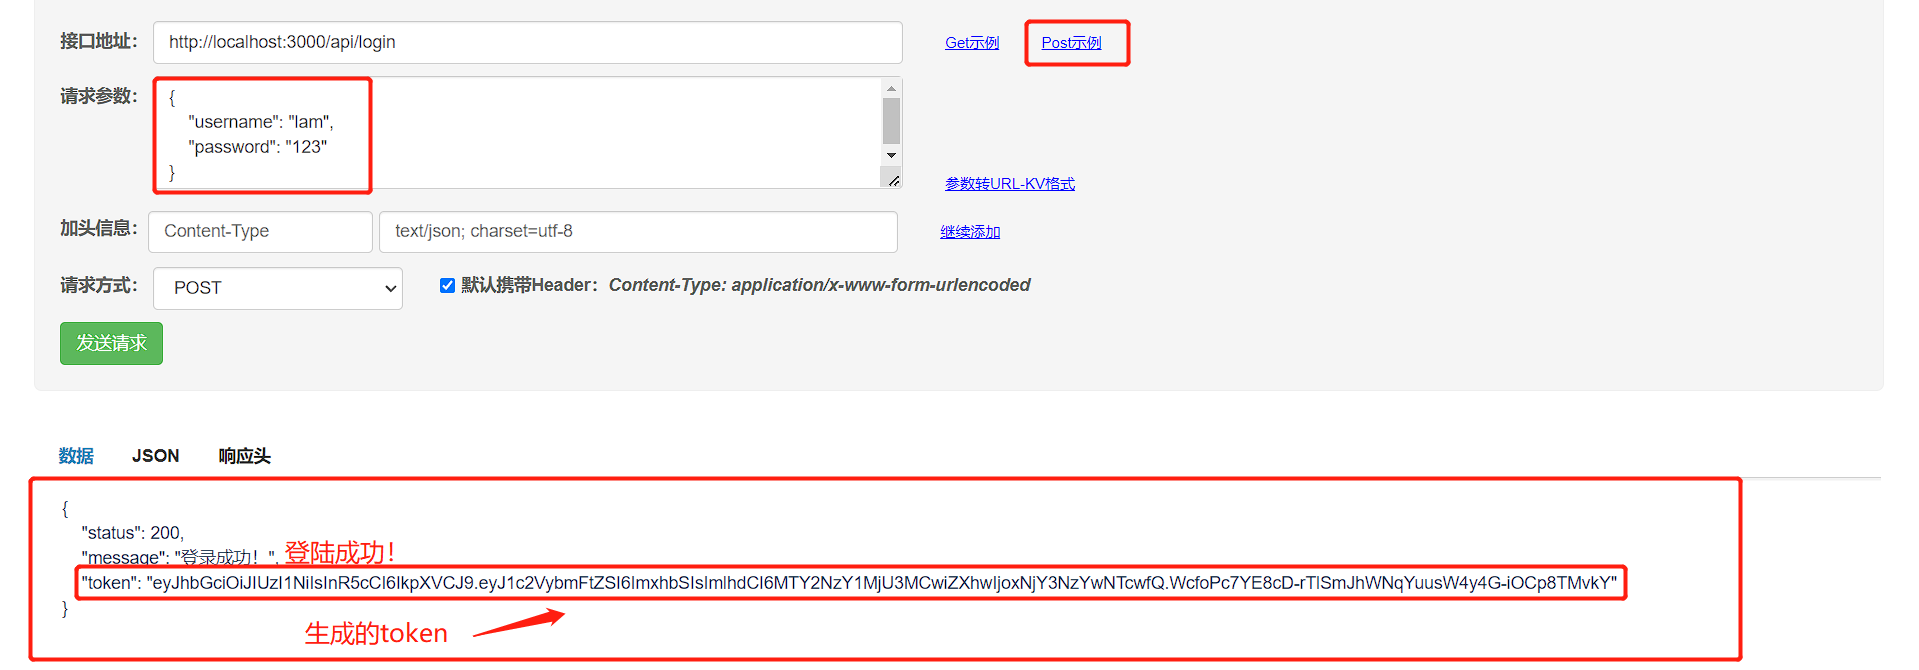 接口地址: http://localhost:3000/api/login Get示例 Post示例
请求参数: {
"username": "lam",
"password": "123"
}
参数转URL-KV格式
加头信息: Content-Type text/json; charset=utf-8 继续添加
请求方式: POST 默认携带Header: Content-Type: application/x-www-form-urlencoded
发送请求
数据 JSON 响应头
{
"status": 200,
"message": "登录成功！", 登陆成功！
"token": "eyJhbGciOiJIUzI1NiIsInR5cCI6IkpXVCJ9.eyJ1c2VybmFtZSI6ImxhbSIsImlhdCI6MTY2NzY1MjU3MCwiZXhwIjoxNjY3NzYwNTcwfQ.WcfoPc7YE8cD-rTlSmJhWNqYuusW4y4G-iOCp8TMvkY"
}
生成的token